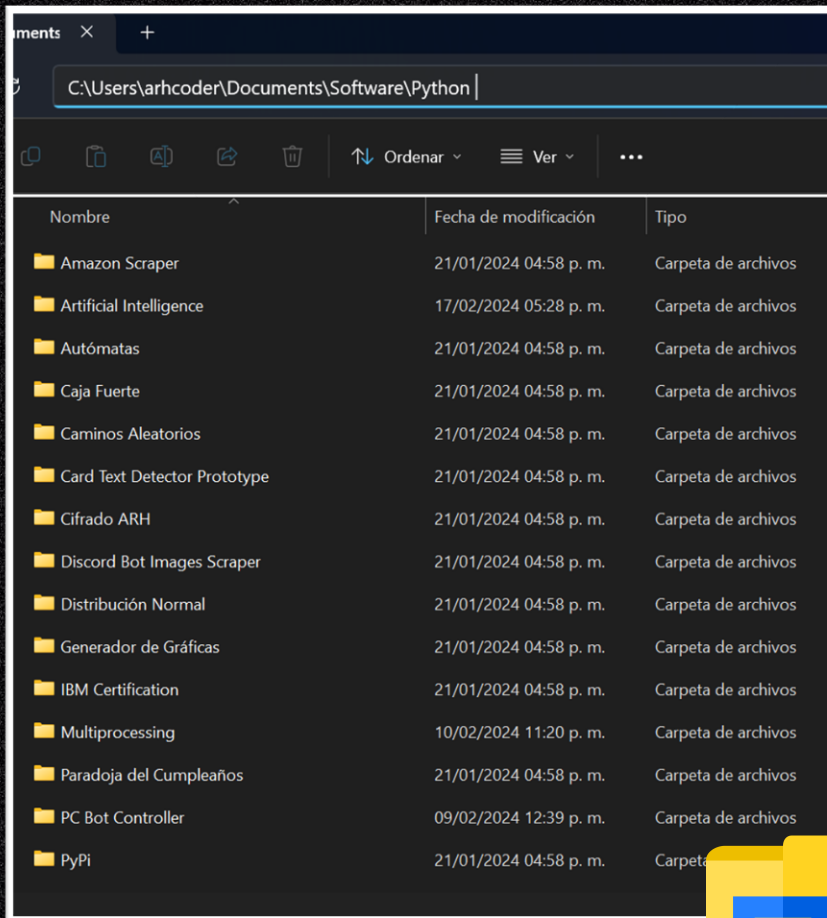 uments
C:\Users\arhcoder\Documents\Software\Python
Ordenar Ver
Nombre Fecha de modificación Tipo
Amazon Scraper 21/01/2024 04:58 p. m. Carpeta de archivos
Artificial Intelligence 17/02/2024 05:28 p. m. Carpeta de archivos
Autómatas 21/01/2024 04:58 p. m. Carpeta de archivos
Caja Fuerte 21/01/2024 04:58 p. m. Carpeta de archivos
Caminos Aleatorios 21/01/2024 04:58 p. m. Carpeta de archivos
Card Text Detector Prototype 21/01/2024 04:58 p. m. Carpeta de archivos
Cifrado ARH 21/01/2024 04:58 p. m. Carpeta de archivos
Discord Bot Images Scraper 21/01/2024 04:58 p. m. Carpeta de archivos
Distribución Normal 21/01/2024 04:58 p. m. Carpeta de archivos
Generador de Gráficas 21/01/2024 04:58 p. m. Carpeta de archivos
IBM Certification 21/01/2024 04:58 p. m. Carpeta de archivos
Multiprocessing 10/02/2024 11:20 p. m. Carpeta de archivos
Paradoja del Cumpleaños 21/01/2024 04:58 p. m. Carpeta de archivos
PC Bot Controller 09/02/2024 12:39 p. m. Carpeta de archivos
PyPi 21/01/2024 04:58 p. m. Carpeta